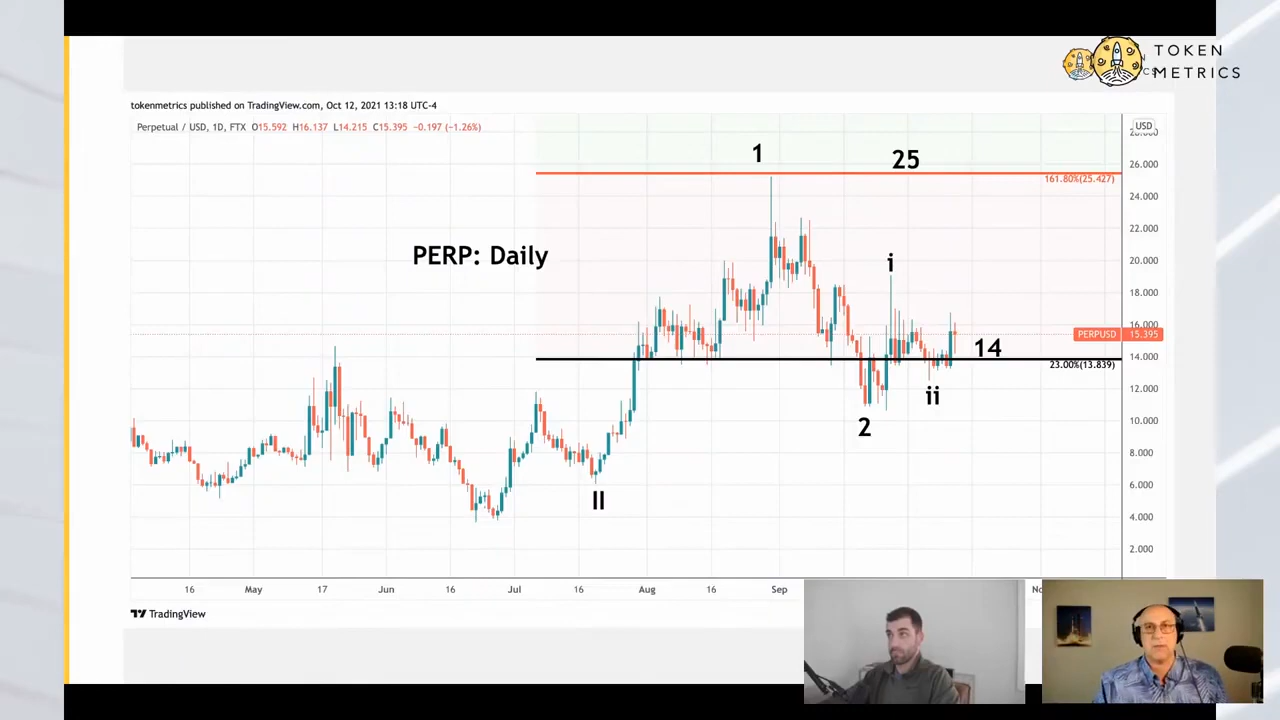 TOKEN
METRICS
tokenmetrics published on TradingView.com, Oct 12, 2021 13:18 UTC-4
Perpetual / USD, 1D, FTX O15.592 H16.137 L14.215 C15.395 −0.197 (−1.26%)
USD
28.000
1
25
26.000
161.80%(25.427)
24.000
22.000
PERP: Daily
i
20.000
18.000
16.000
PERPUSD 15.395
14
14.000
23.00%(13.839)
12.000
ii
2
10.000
8.000
II
6.000
4.000
2.000
16 May 17 Jun 16 Jul Aug 16 Sep
TradingView